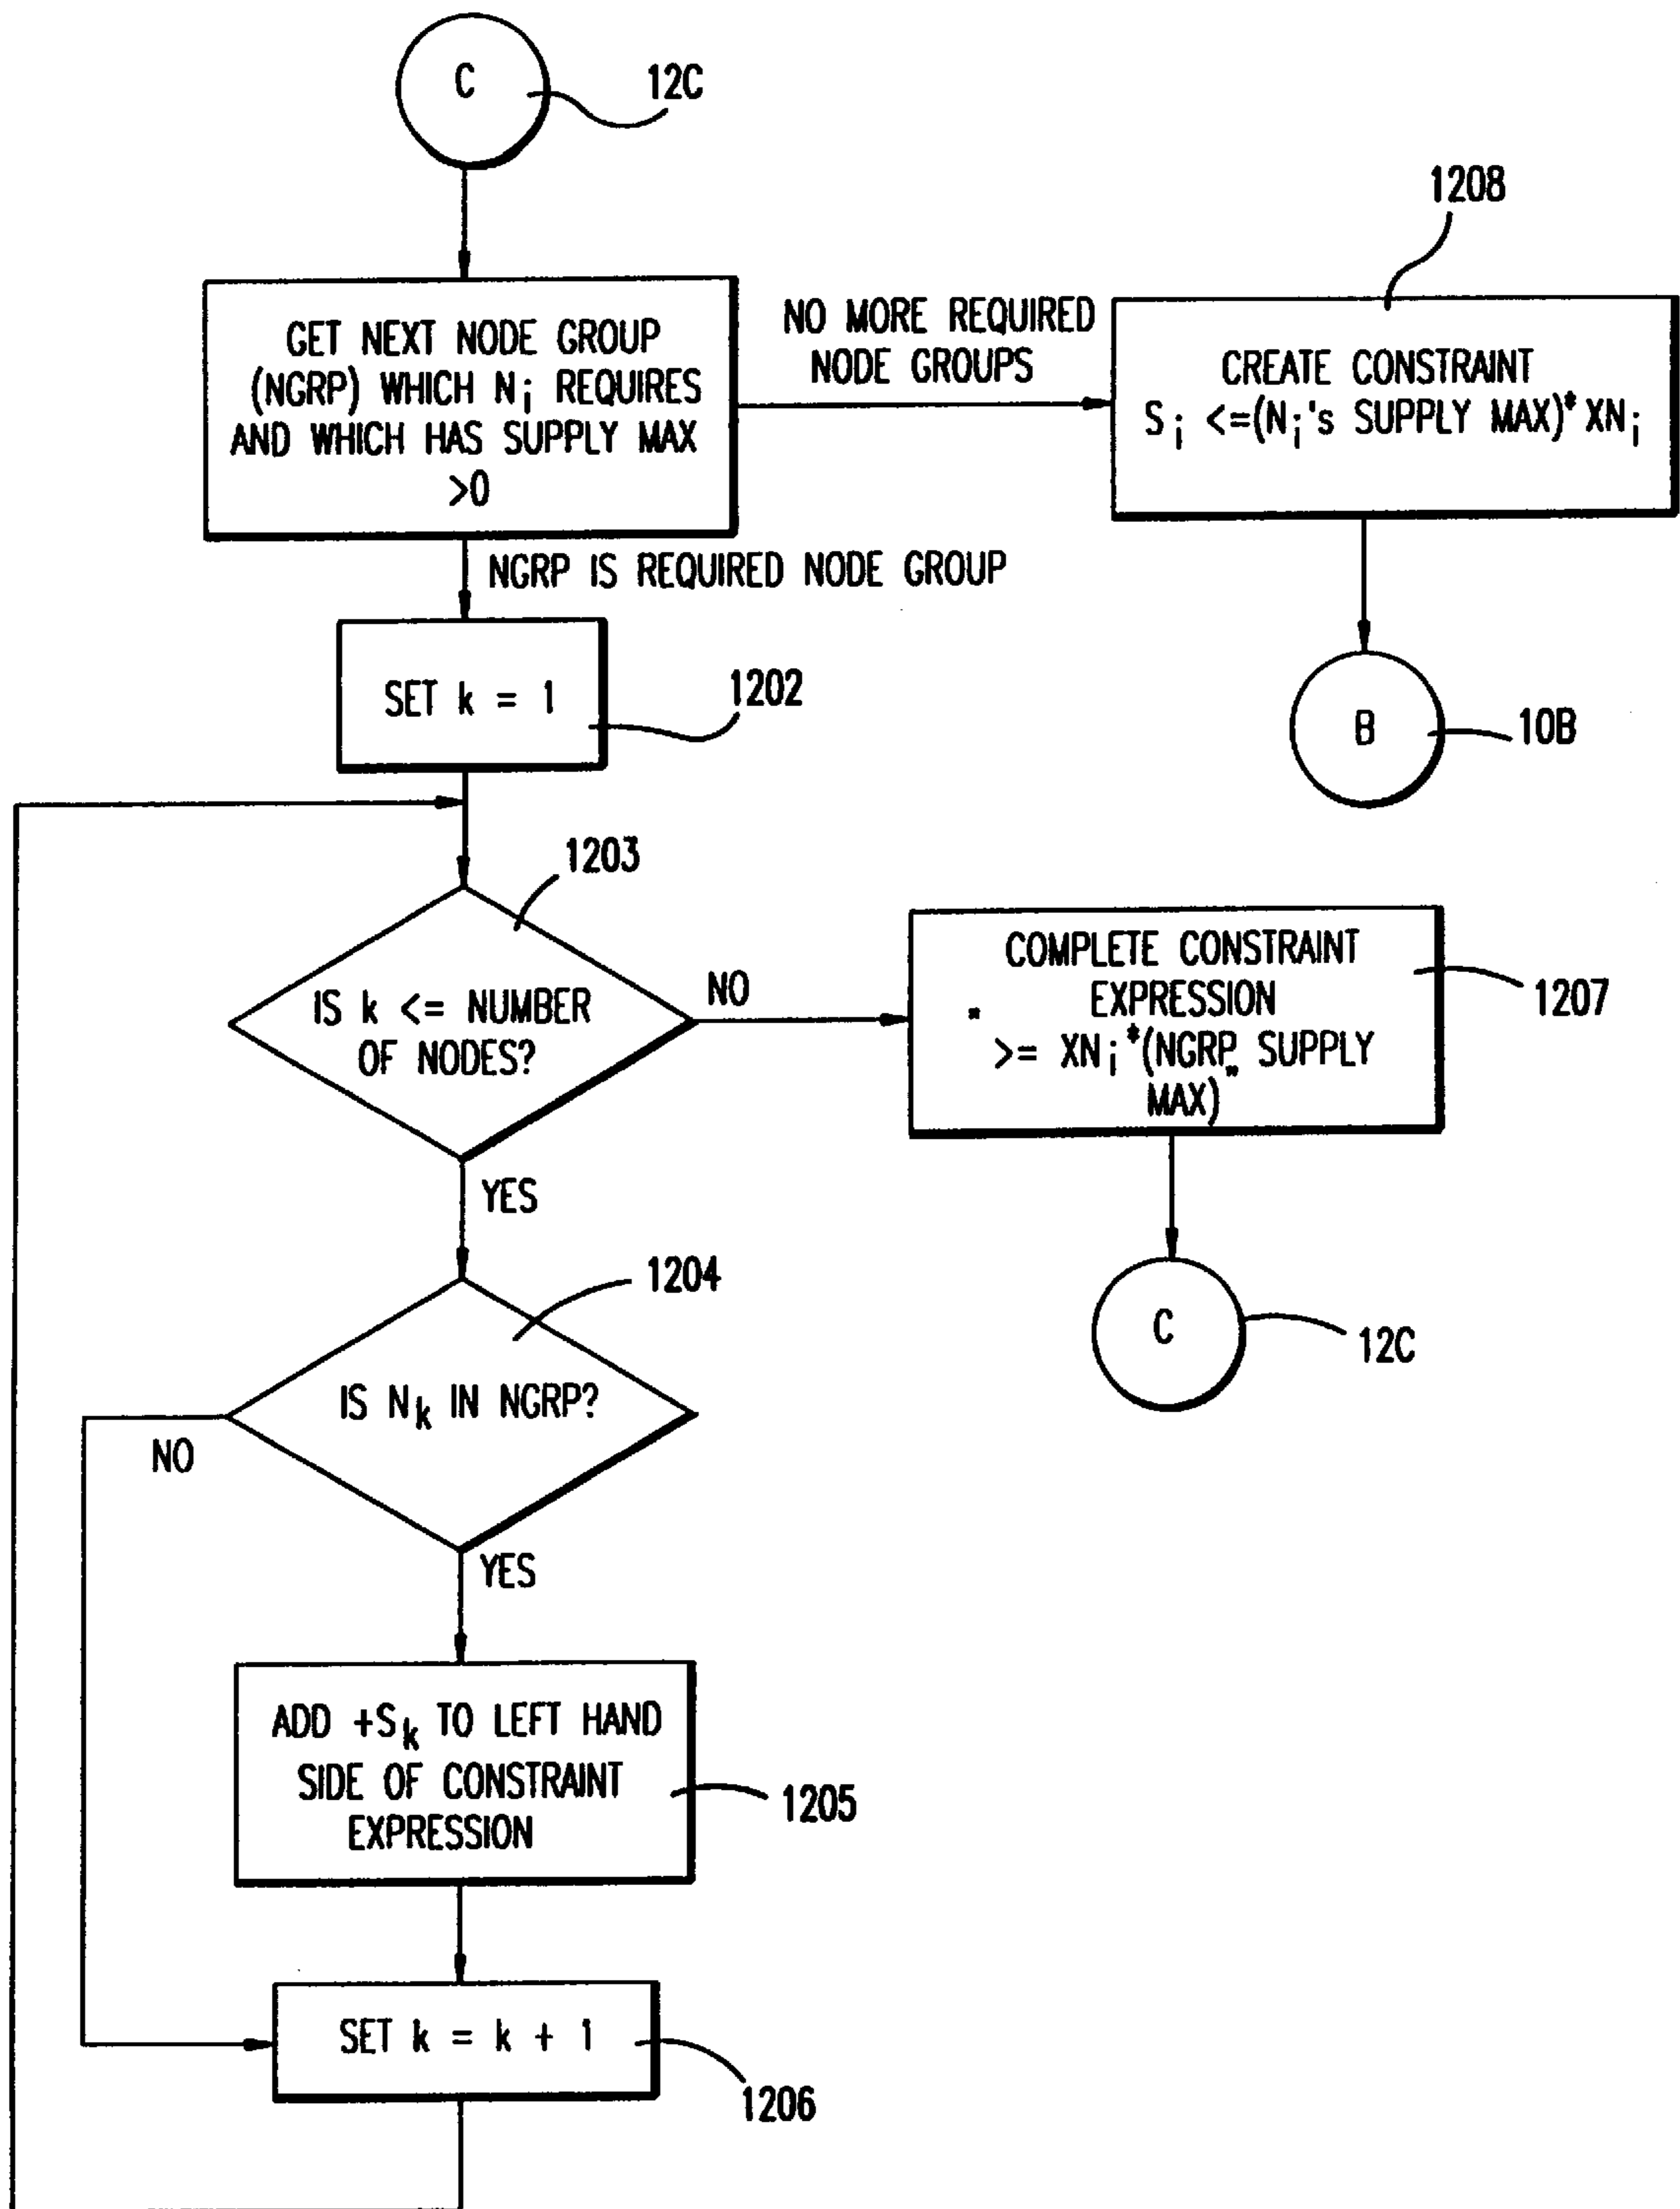 C
12C
GET NEXT NODE GROUP
(NGRP) WHICH Ni REQUIRES
AND WHICH HAS SUPPLY MAX
>0
NO MORE REQUIRED
NODE GROUPS
1208
CREATE CONSTRAINT
Si <=(Ni's SUPPLY MAX)* XNi
B
10B
NGRP IS REQUIRED NODE GROUP
SET k = 1
1202
1203
IS k <= NUMBER
OF NODES?
NO
YES
COMPLETE CONSTRAINT
EXPRESSION
"
>= XNi*(NGRP SUPPLY
MAX)"
1207
C
12C
1204
IS Nk IN NGRP?
NO
YES
ADD +Sk TO LEFT HAND
SIDE OF CONSTRAINT
EXPRESSION
1205
SET k = k + 1
1206